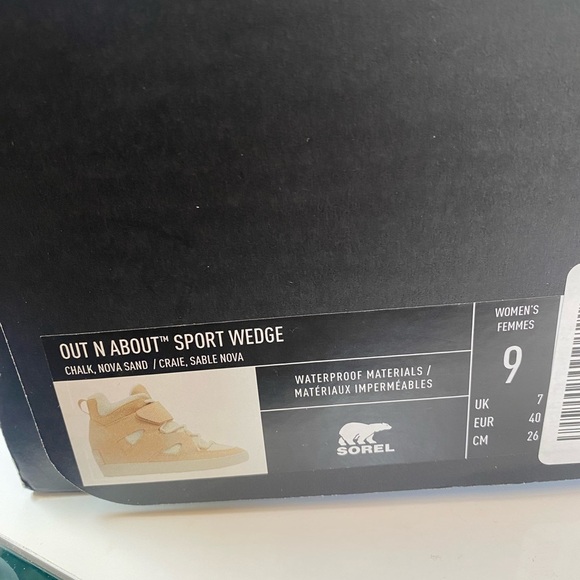 OUT N ABOUT™ SPORT WEDGE
CHALK, NOVA SAND / CRAIE, SABLE NOVA
WATERPROOF MATERIALS /
MATÉRIAUX IMPERMÉABLES
SOREL
WOMEN'S
FEMMES
9
UK 7
EUR 40
CM 26